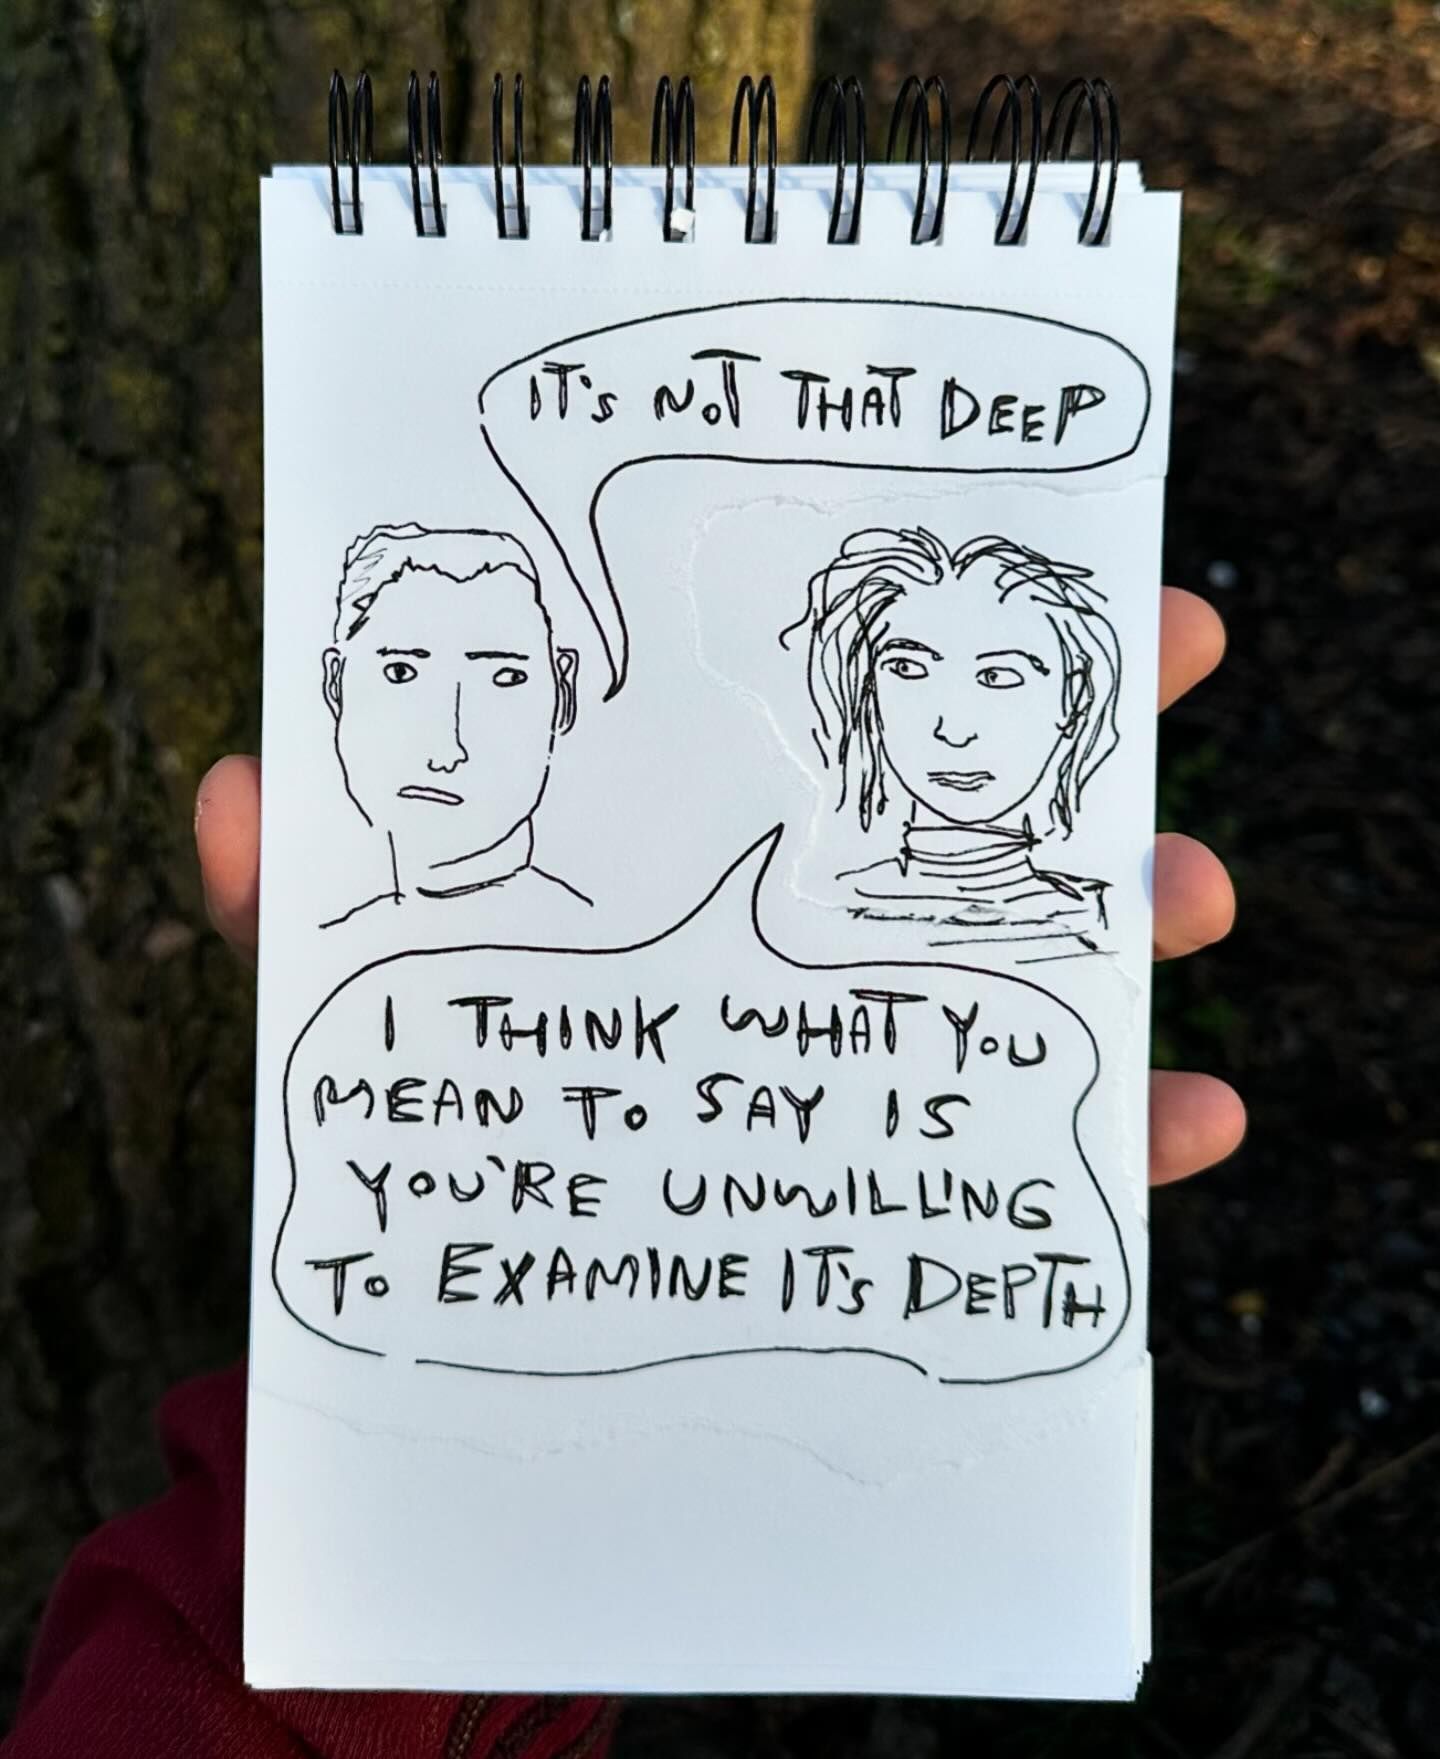 IT's NOT THAT DEEP
I THINK WHAT YOU
MEAN TO SAY IS
YOU'RE UNWILLING
TO EXAMINE IT's DEPTH